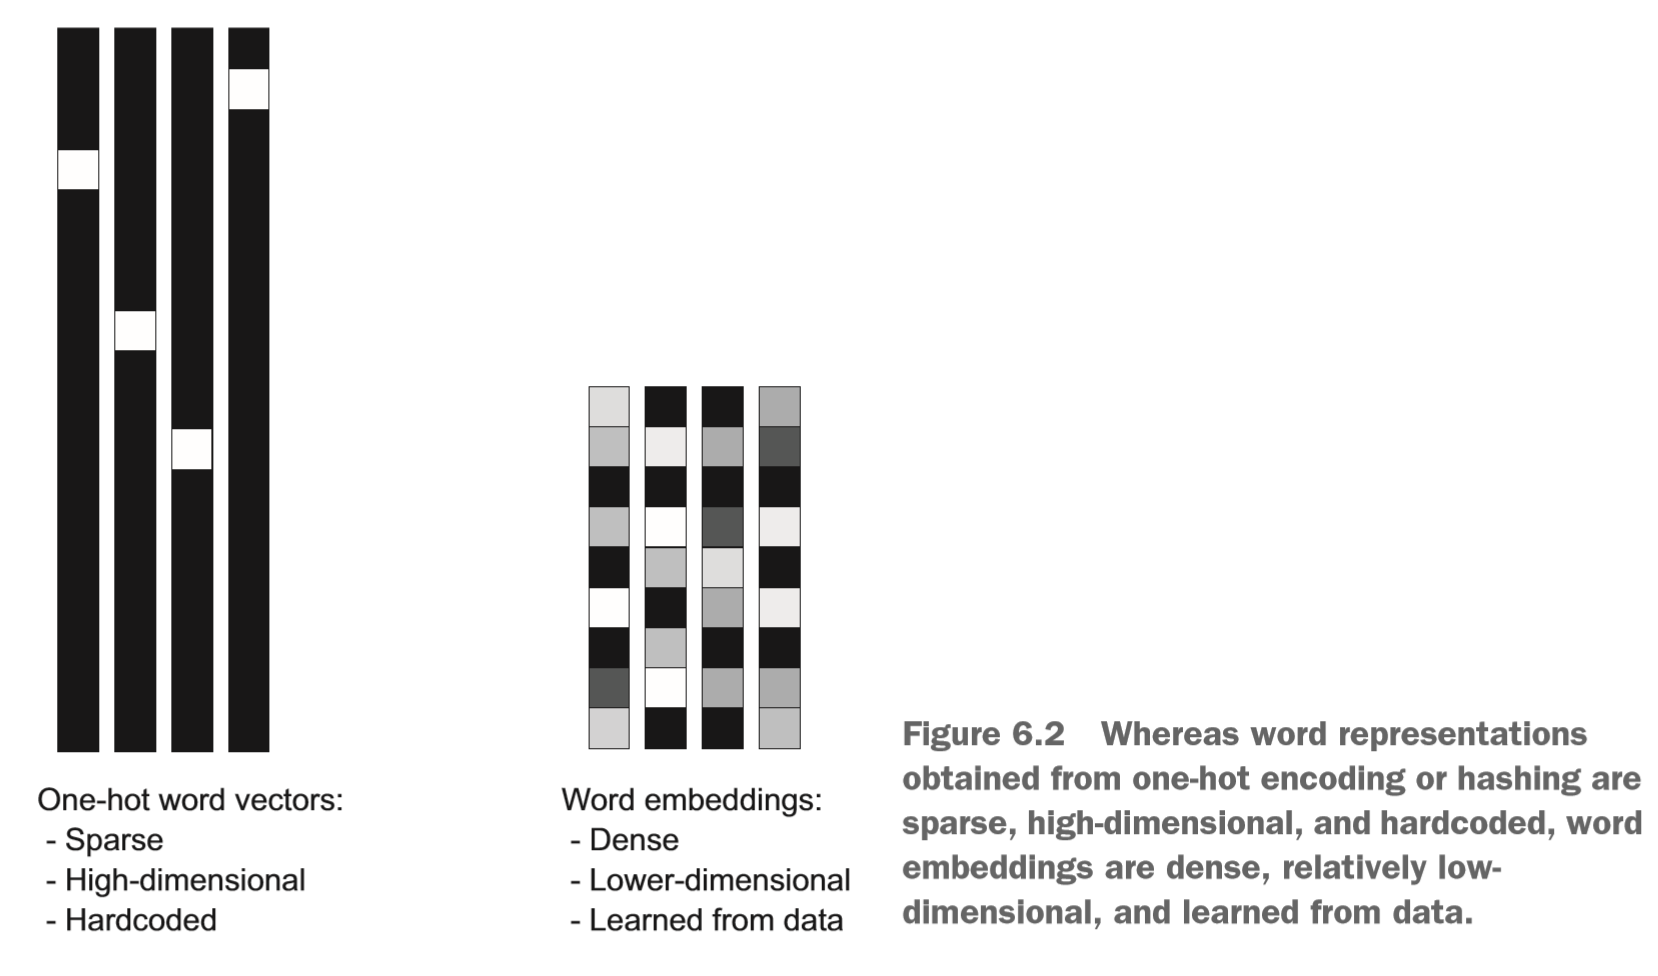 One-hot word vectors:
- Sparse
- High-dimensional
- Hardcoded
Word embeddings:
- Dense
- Lower-dimensional
- Learned from data
Figure 6.2 Whereas word representations
obtained from one-hot encoding or hashing are
sparse, high-dimensional, and hardcoded, word
embeddings are dense, relatively low-
dimensional, and learned from data.